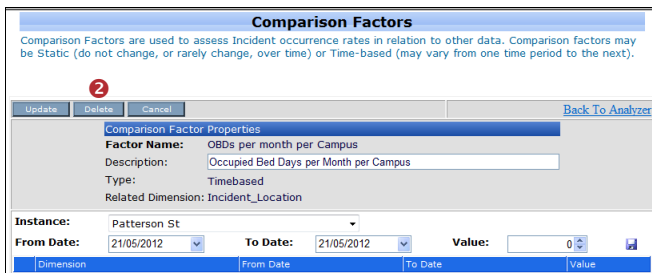 Comparison Factors
Comparison Factors are used to assess Incident occurrence rates in relation to other data. Comparison factors may
be Static (do not change, or rarely change, over time) or Time-based (may vary from one time period to the next).
2
Update Delete Cancel Back To Analyzer
Comparison Factor Properties
Factor Name: OBDs per month per Campus
Description: Occupied Bed Days per Month per Campus
Type: Timebased
Related Dimension: Incident_Location
Instance: Patterson St
From Date: 21/05/2012 To Date: 21/05/2012 Value: 0
Dimension From Date To Date Value